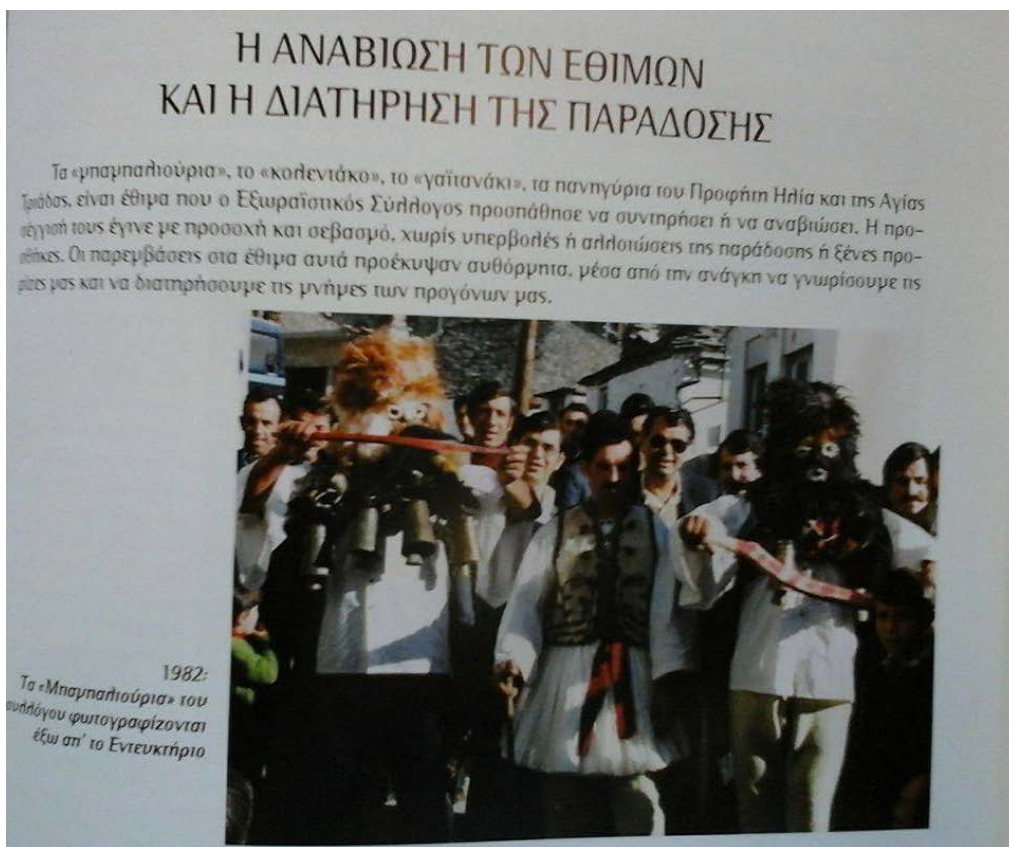 Η ΑΝΑΒΙΩΣΗ ΤΩΝ ΕΘΙΜΩΝ
ΚΑΙ Η ΔΙΑΤΗΡΗΣΗ ΤΗΣ ΠΑΡΑΔΟΣΗΣ
Τα «μπαμπαλιούρια», το «κολεντάκο», το «γαϊτανάκι», τα πανηγύρια του Προφήτη Ηλία και της Αγίας
Τριάδας, είναι έθιμα που ο Εξωραϊστικός Σύλλογος προσπάθησε να συντηρήσει ή να αναβιώσει. Η προ-
σέγγισή τους έγινε με προσοχή και σεβασμό, χωρίς υπερβολές ή αλλοιώσεις της παράδοσης ή ξένες προ-
σθήκες. Οι παρεμβάσεις στα έθιμα αυτά προέκυψαν αυθόρμητα, μέσα από την ανάγκη να γνωρίσουμε τις
ρίζες μας και να διατηρήσουμε τις μνήμες των προγόνων μας.
1982:
Τα «Μπαμπαλιούρια» του
συλλόγου φωτογραφίζονται
έξω απ' το Εντευκτήριο